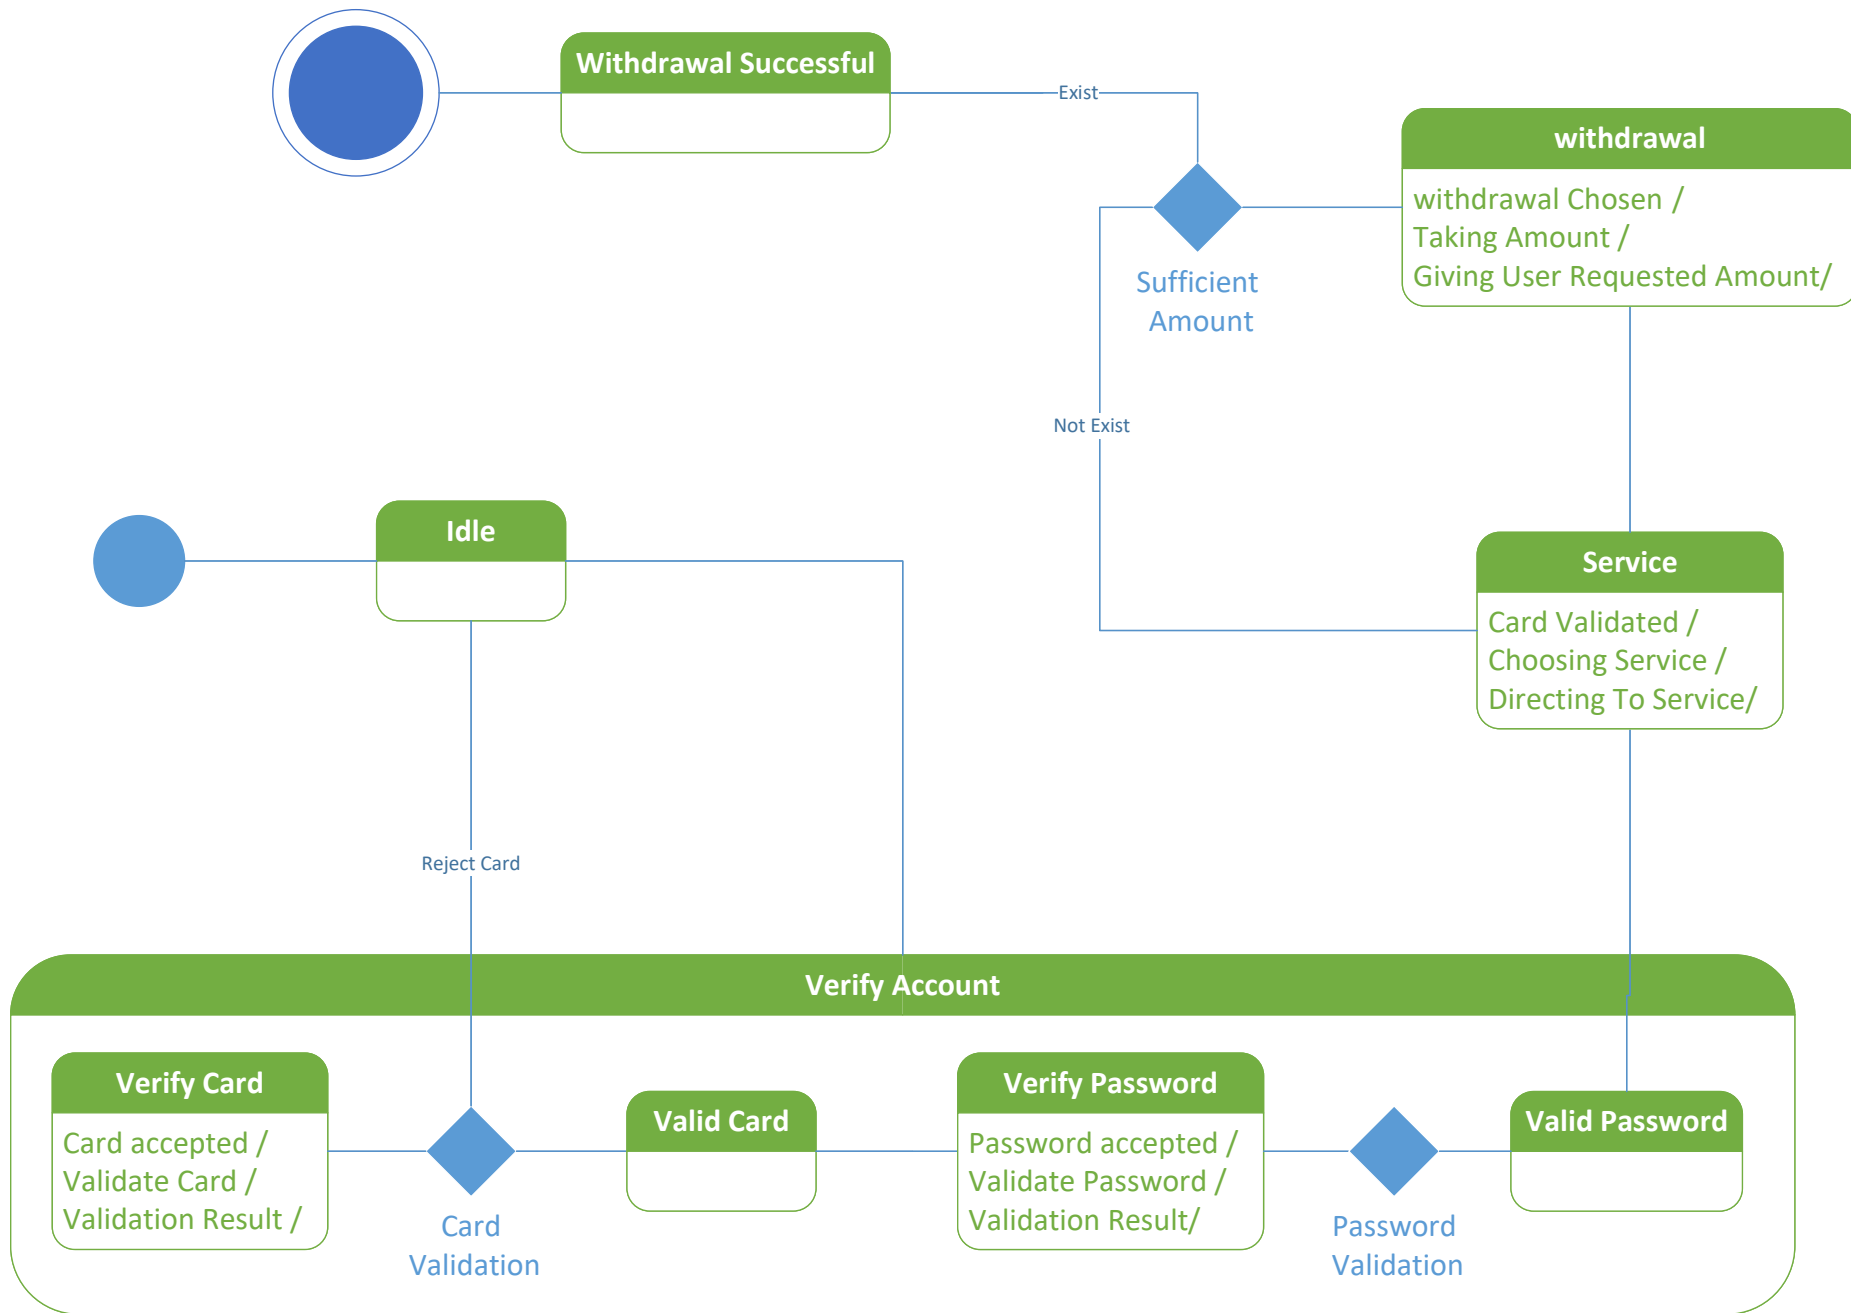 Withdrawal Successful
Exist
withdrawal
withdrawal Chosen /
Taking Amount /
Giving User Requested Amount/
Sufficient
Amount
Not Exist
Idle
Service
Card Validated /
Choosing Service /
Directing To Service/
Reject Card
Verify Account
Verify Card
Card accepted /
Validate Card /
Validation Result /
Card
Validation
Valid Card
Verify Password
Password accepted /
Validate Password /
Validation Result/
Password
Validation
Valid Password